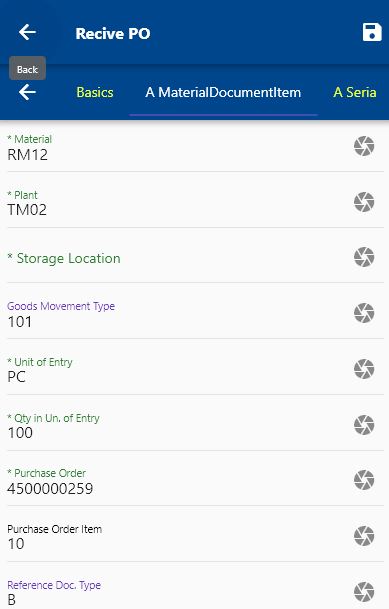 Recive PO
Back
Basics
A MaterialDocumentItem
A Seria
* Material
RM12
* Plant
TM02
* Storage Location
Goods Movement Type
101
* Unit of Entry
PC
* Qty in Un. of Entry
100
* Purchase Order
4500000259
Purchase Order Item
10
Reference Doc. Type
B